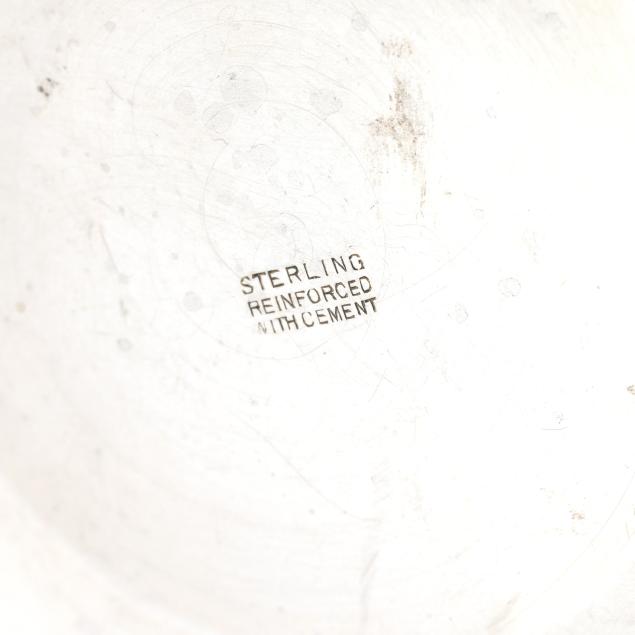 STERLING
REINFORCED
WITH CEMENT